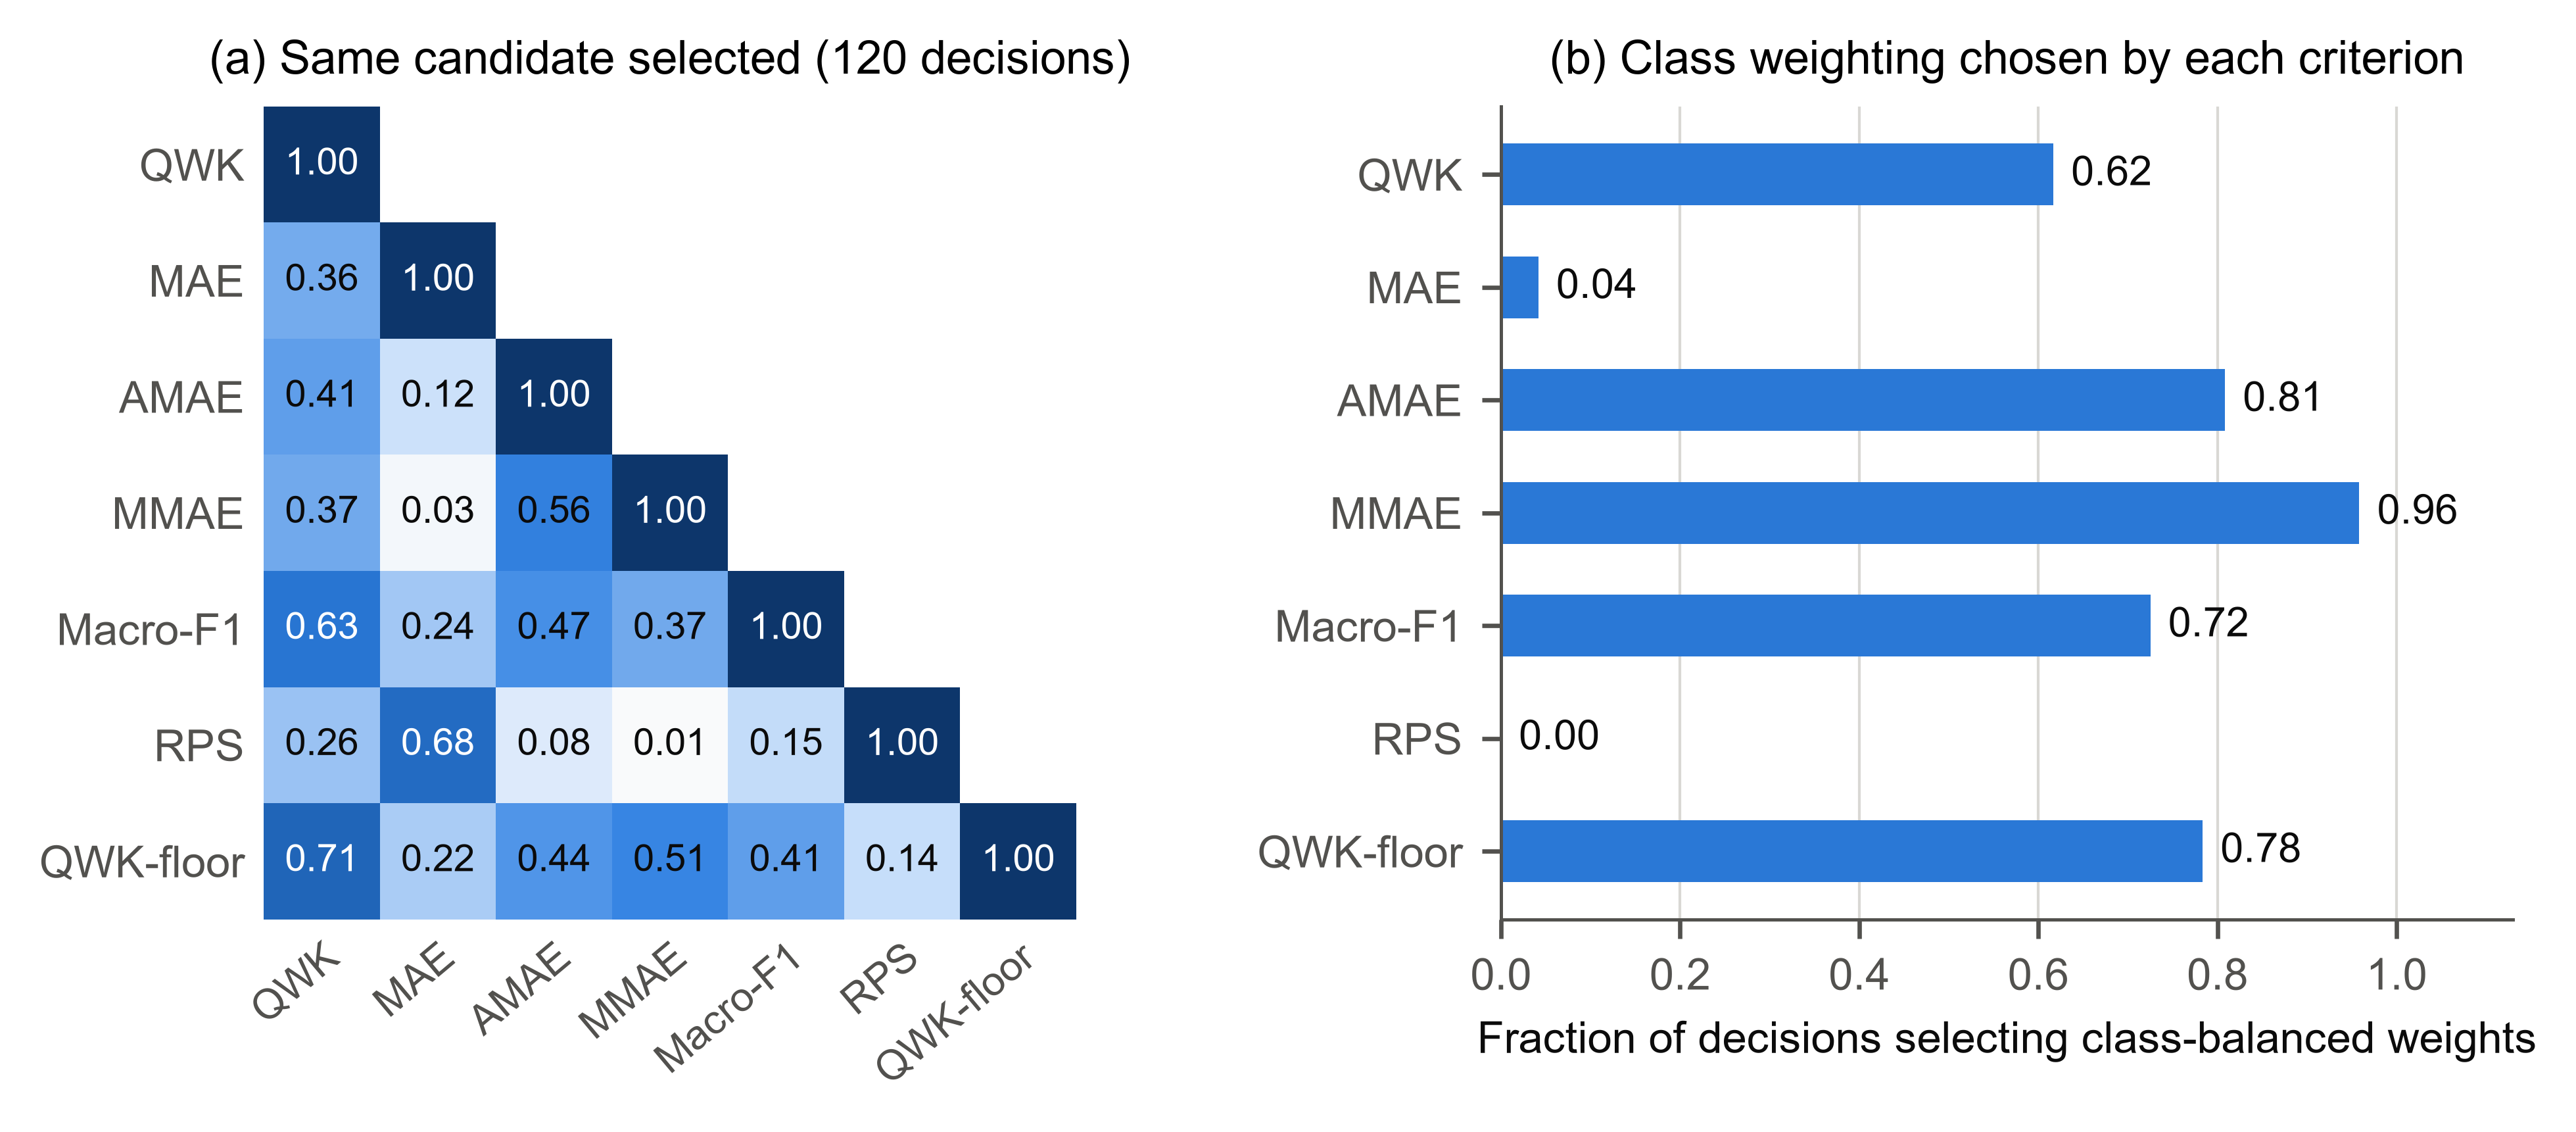 (a) Same candidate selected (120 decisions)
QWK 1.00
MAE 0.36 1.00
AMAE 0.41 0.12 1.00
MMAE 0.37 0.03 0.56 1.00
Macro-F1 0.63 0.24 0.47 0.37 1.00
RPS 0.26 0.68 0.08 0.01 0.15 1.00
QWK-floor 0.71 0.22 0.44 0.51 0.41 0.14 1.00
QWK MAE AMAE MMAE Macro-F1 RPS QWK-floor
(b) Class weighting chosen by each criterion
QWK 0.62
MAE 0.04
AMAE 0.81
MMAE 0.96
Macro-F1 0.72
RPS 0.00
QWK-floor 0.78
0.0 0.2 0.4 0.6 0.8 1.0
Fraction of decisions selecting class-balanced weights